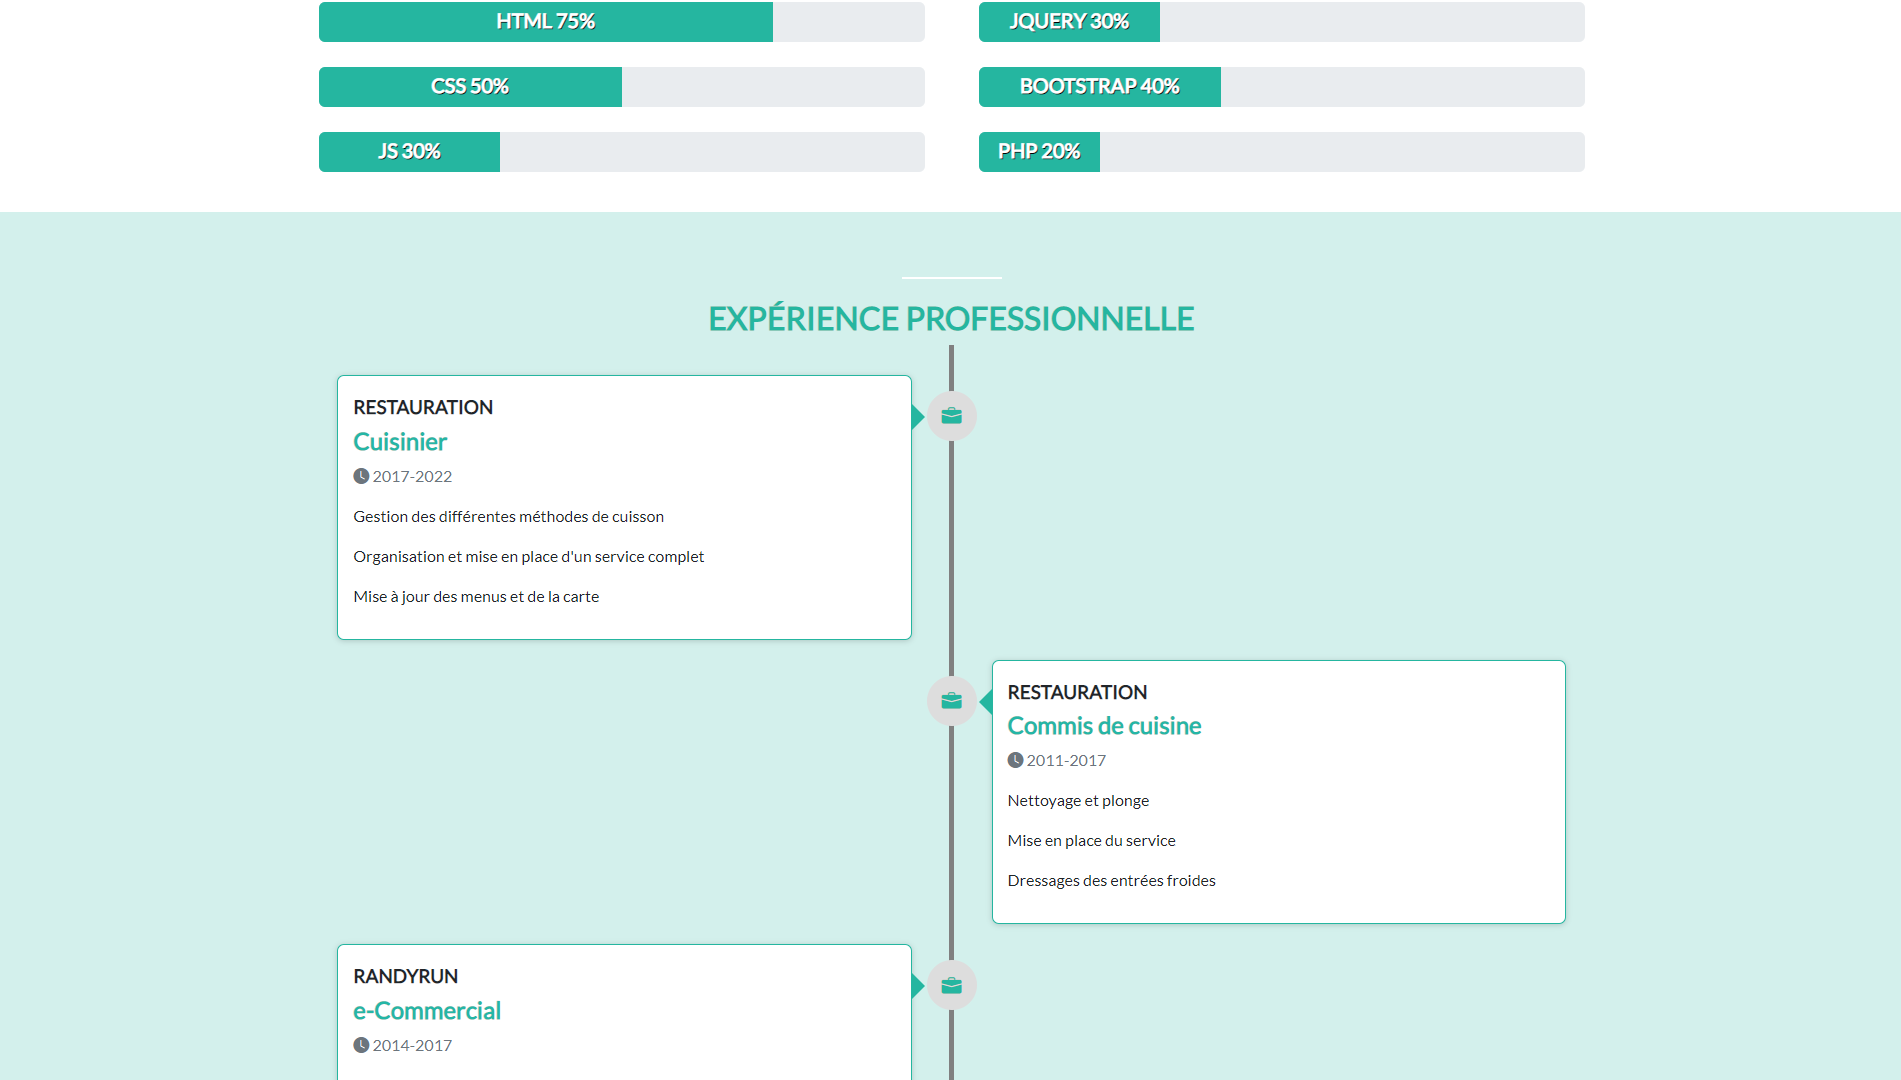 HTML 75%
JQUERY 30%
CSS 50%
BOOTSTRAP 40%
JS 30%
PHP 20%
EXPÉRIENCE PROFESSIONNELLE
RESTAURATION
Cuisinier
2017-2022
Gestion des différentes méthodes de cuisson
Organisation et mise en place d'un service complet
Mise à jour des menus et de la carte
RESTAURATION
Commis de cuisine
2011-2017
Nettoyage et plonge
Mise en place du service
Dressages des entrées froides
RANDYRUN
e-Commercial
2014-2017